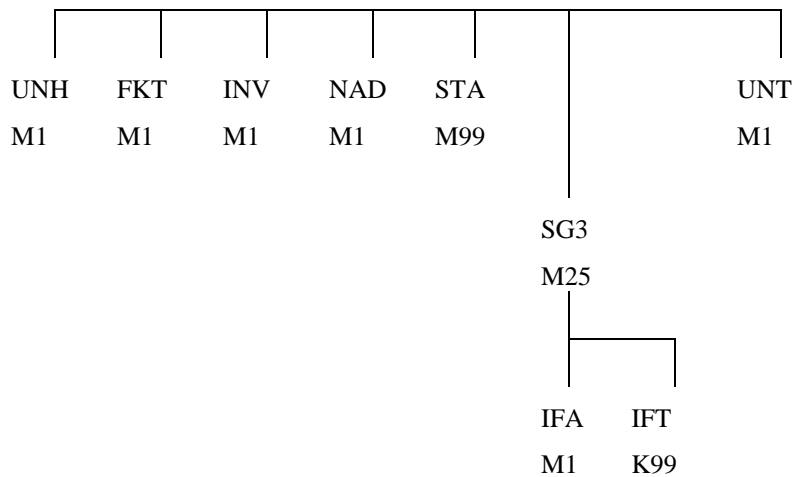 UNH FKT INV NAD STA UNT
M1 M1 M1 M1 M99 M1
SG3
M25
IFA IFT
M1 K99